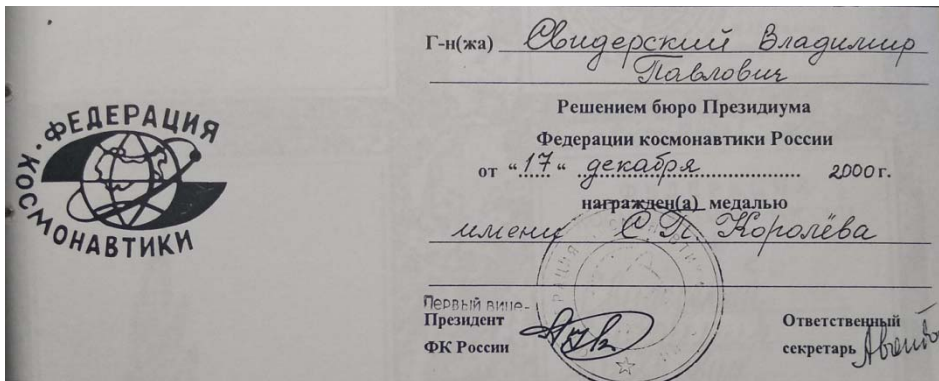 ФЕДЕРАЦИЯ
КОСМОНАВТИКИ
Г-н(жа) Свидерский Владимир
Павлович
Решением бюро Президиума
Федерации космонавтики России
от “17“ декабря 2000 г.
награжден(а) медалью
имени С.П. Королёва
Первый вице-
Президент
ФК России
Ответственный
секретарь